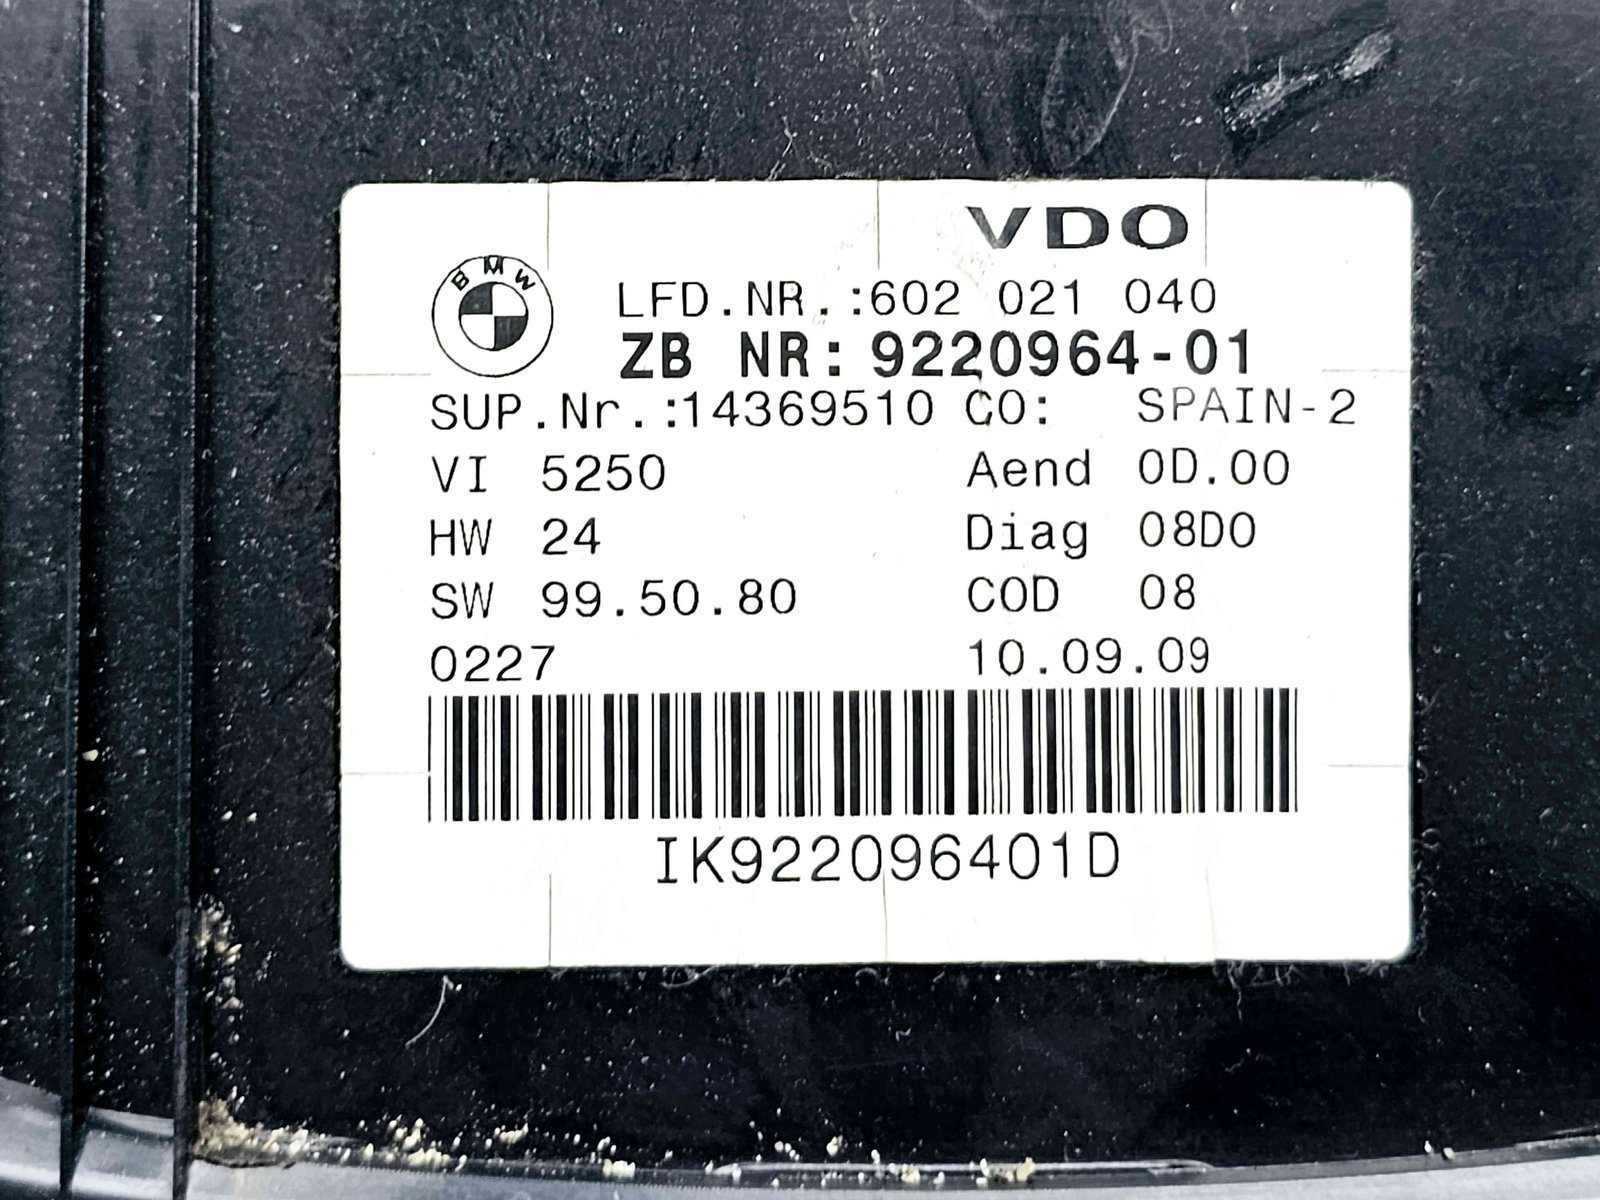 VDO
BMW
LFD.NR.:602 021 040
ZB NR:9220964-01
SUP.Nr.:14369510 CO: SPAIN-2
VI 5250 Aend 0D.00
HW 24 Diag 08D0
SW 99.50.80 COD 08
0227 10.09.09
IK922096401D